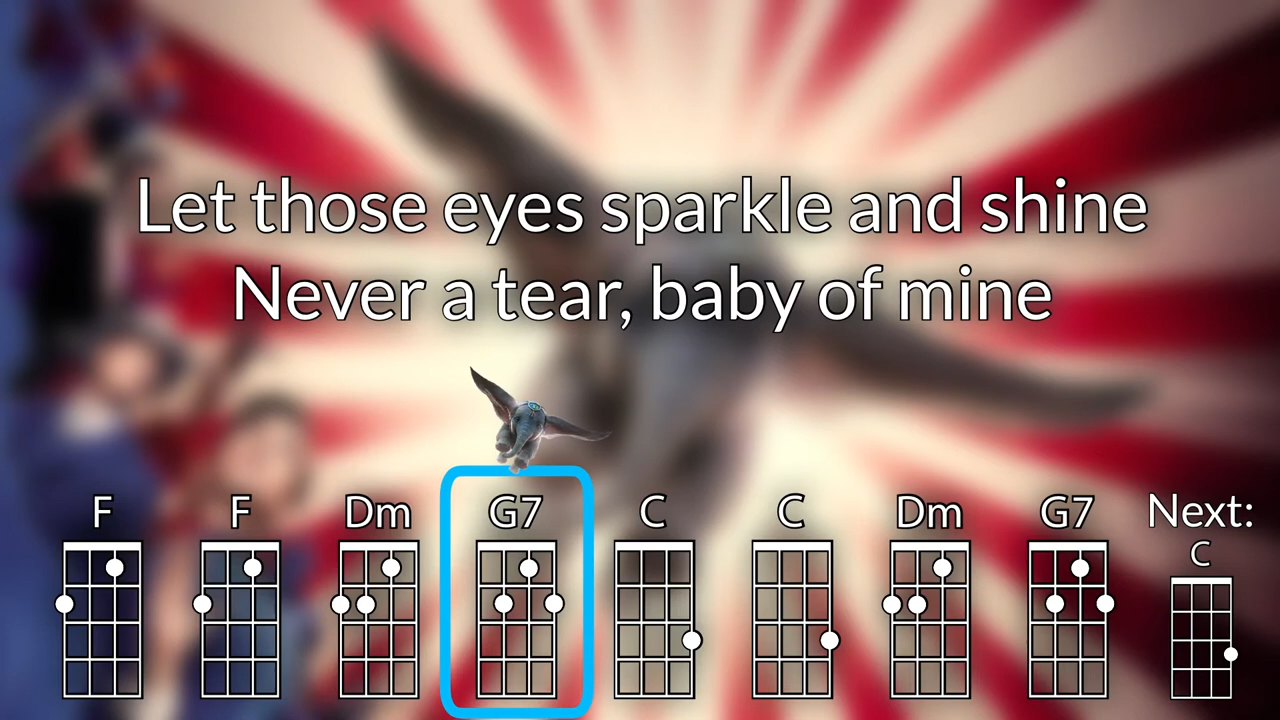 Let those eyes sparkle and shine
Never a tear, baby of mine
F F Dm G7 C C Dm G7 Next:
C